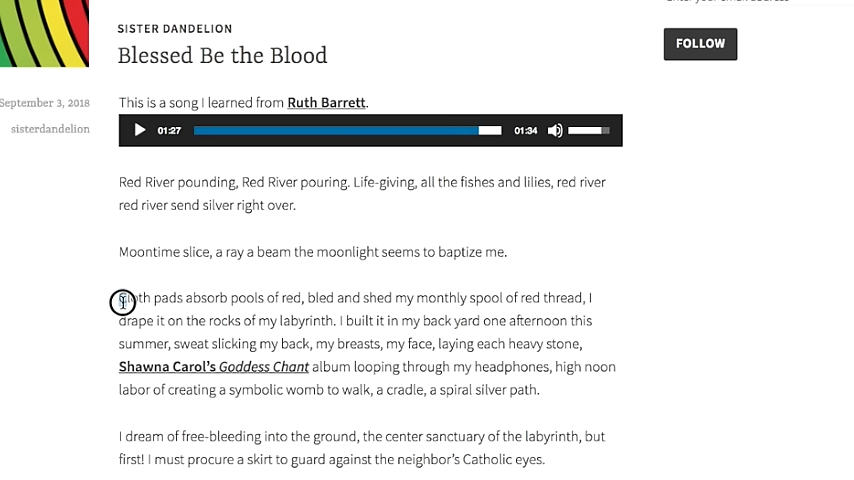 SISTER DANDELION
Blessed Be the Blood
FOLLOW
September 3, 2018
sisterdandelion
This is a song I learned from Ruth Barrett.
01:27
01:34
Red River pounding, Red River pouring. Life-giving, all the fishes and lilies, red river
red river send silver right over.
Moontime slice, a ray a beam the moonlight seems to baptize me.
Cloth pads absorb pools of red, bled and shed my monthly spool of red thread, I
drape it on the rocks of my labyrinth. I built it in my back yard one afternoon this
summer, sweat slicking my back, my breasts, my face, laying each heavy stone,
Shawna Carol's Goddess Chant album looping through my headphones, high noon
labor of creating a symbolic womb to walk, a cradle, a spiral silver path.
I dream of free-bleeding into the ground, the center sanctuary of the labyrinth, but
first! I must procure a skirt to guard against the neighbor's Catholic eyes.